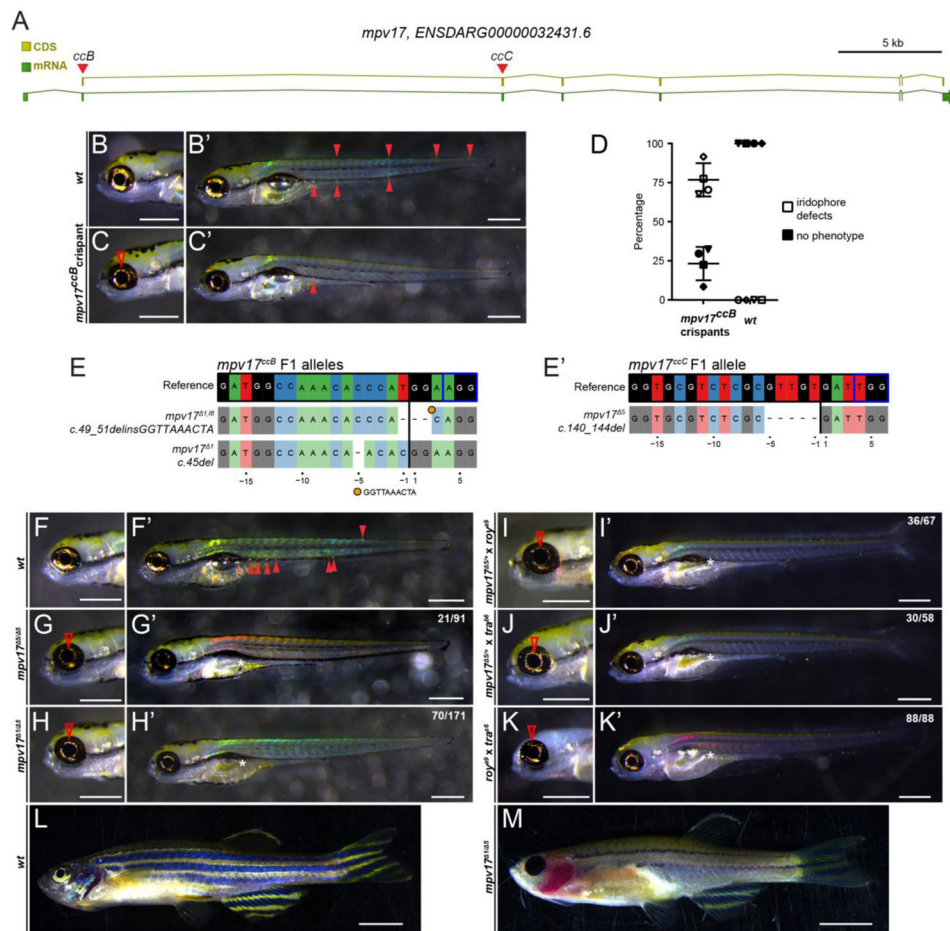 A
mpv17, ENSDARG00000032431.6
5 kb
CDS
mRNA
ccB
ccC
B
B'
wt
C
C'
mpv17ccB crispant
D
Percentage
100
75
50
25
0
mpv17ccB crispants
wt
iridophore defects
no phenotype
E
mpv17ccB F1 alleles
Reference
G A T G G C C A A A C A C C C A T G G A A G G
mpv17Δ1,i8
c.49_51delinsGGTTAAACTA
G A T G G C C A A A C A C C C A - - - C A G G
mpv17Δ1
c.45del
G A T G G C C A A A C A - A C A C G G A A G G
-15 -10 -5 -1 1 5
GGTTAAACTA
E'
mpv17ccC F1 allele
Reference
G G T G C G T C T C G C G T T G T G A T T G G
mpv17Δ5
c.140_144del
G G T G C G T C T C G C - - - - - G A T T G G
-15 -10 -5 -1 1 5
F
F'
wt
G
G'
21/91
mpv17Δ5/Δ5
*
H
H'
70/171
mpv17Δ1/Δ5
*
I
I'
36/67
mpv17Δ5/+ x roya9
*
J
J'
30/58
mpv17Δ5/+ x trab6
*
K
K'
88/88
roya9 x trab6
*
L
wt
M
mpv17Δ1/Δ5